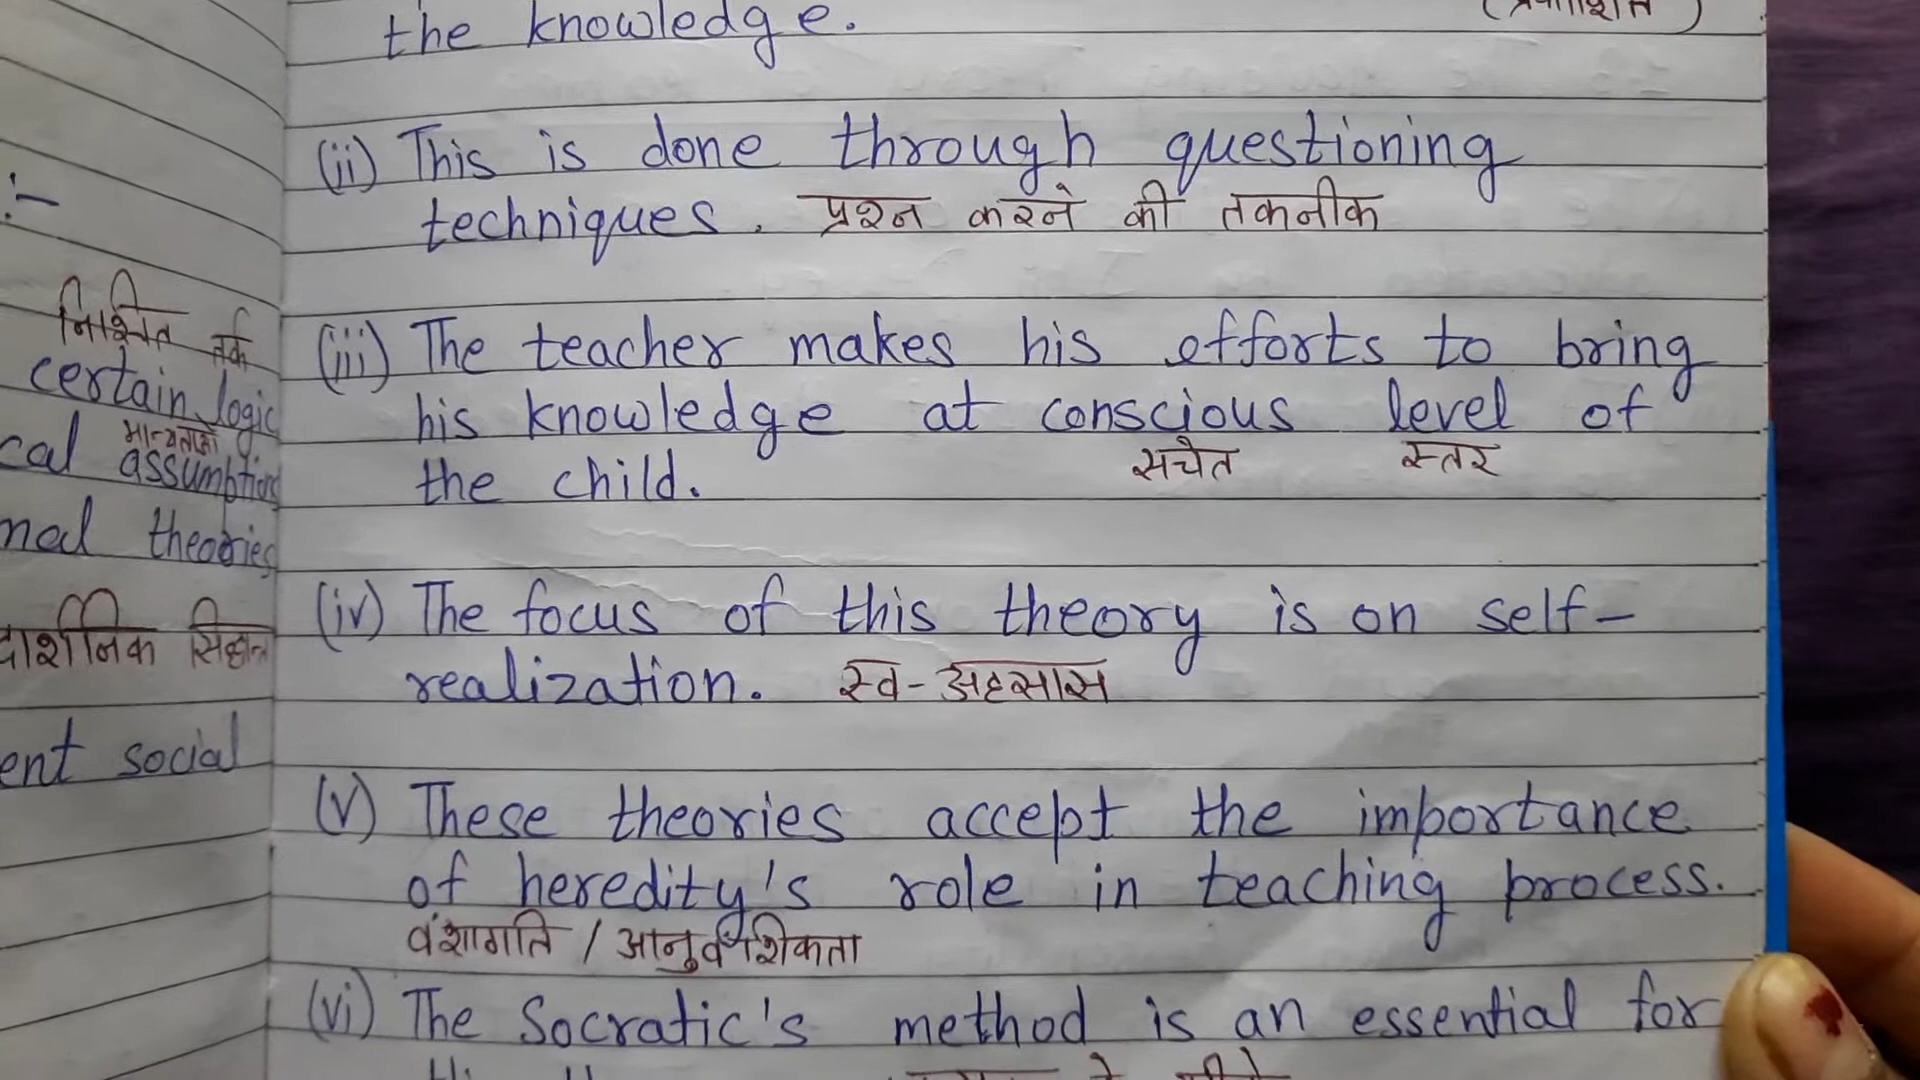 :-
निश्चित तर्क
certain logic
मान्यताओं
cal assumptions
nal theories
दार्शनिक सिद्धान्त
ent social
the knowledge.
(ii) This is done through questioning
techniques. प्रश्न करने की तकनीक
(iii) The teacher makes his efforts to bring
his knowledge at conscious level of
सचेत स्तर
the child.
(iv) The focus of this theory is on self-
realization. स्व-अहसास
(v) These theories accept the importance
of heredity's role in teaching process.
वंशागति / आनुवंशिकता
(vi) The Socratic's method is an essential for